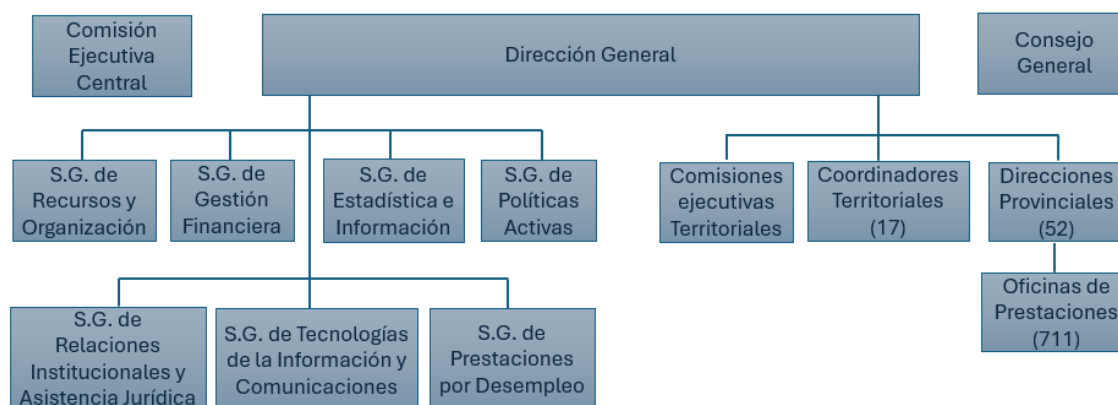 Comisión
Ejecutiva
Central
Dirección General
Consejo
General
S.G. de
Recursos y
Organización
S.G. de
Gestión
Financiera
S.G. de
Estadística e
Información
S.G. de
Políticas
Activas
Comisiones
ejecutivas
Territoriales
Coordinadores
Territoriales
(17)
Direcciones
Provinciales
(52)
S.G. de
Relaciones
Institucionales y
Asistencia Jurídica
S.G. de Tecnologías
de la Información y
Comunicaciones
S.G. de
Prestaciones
por Desempleo
Oficinas de
Prestaciones
(711)